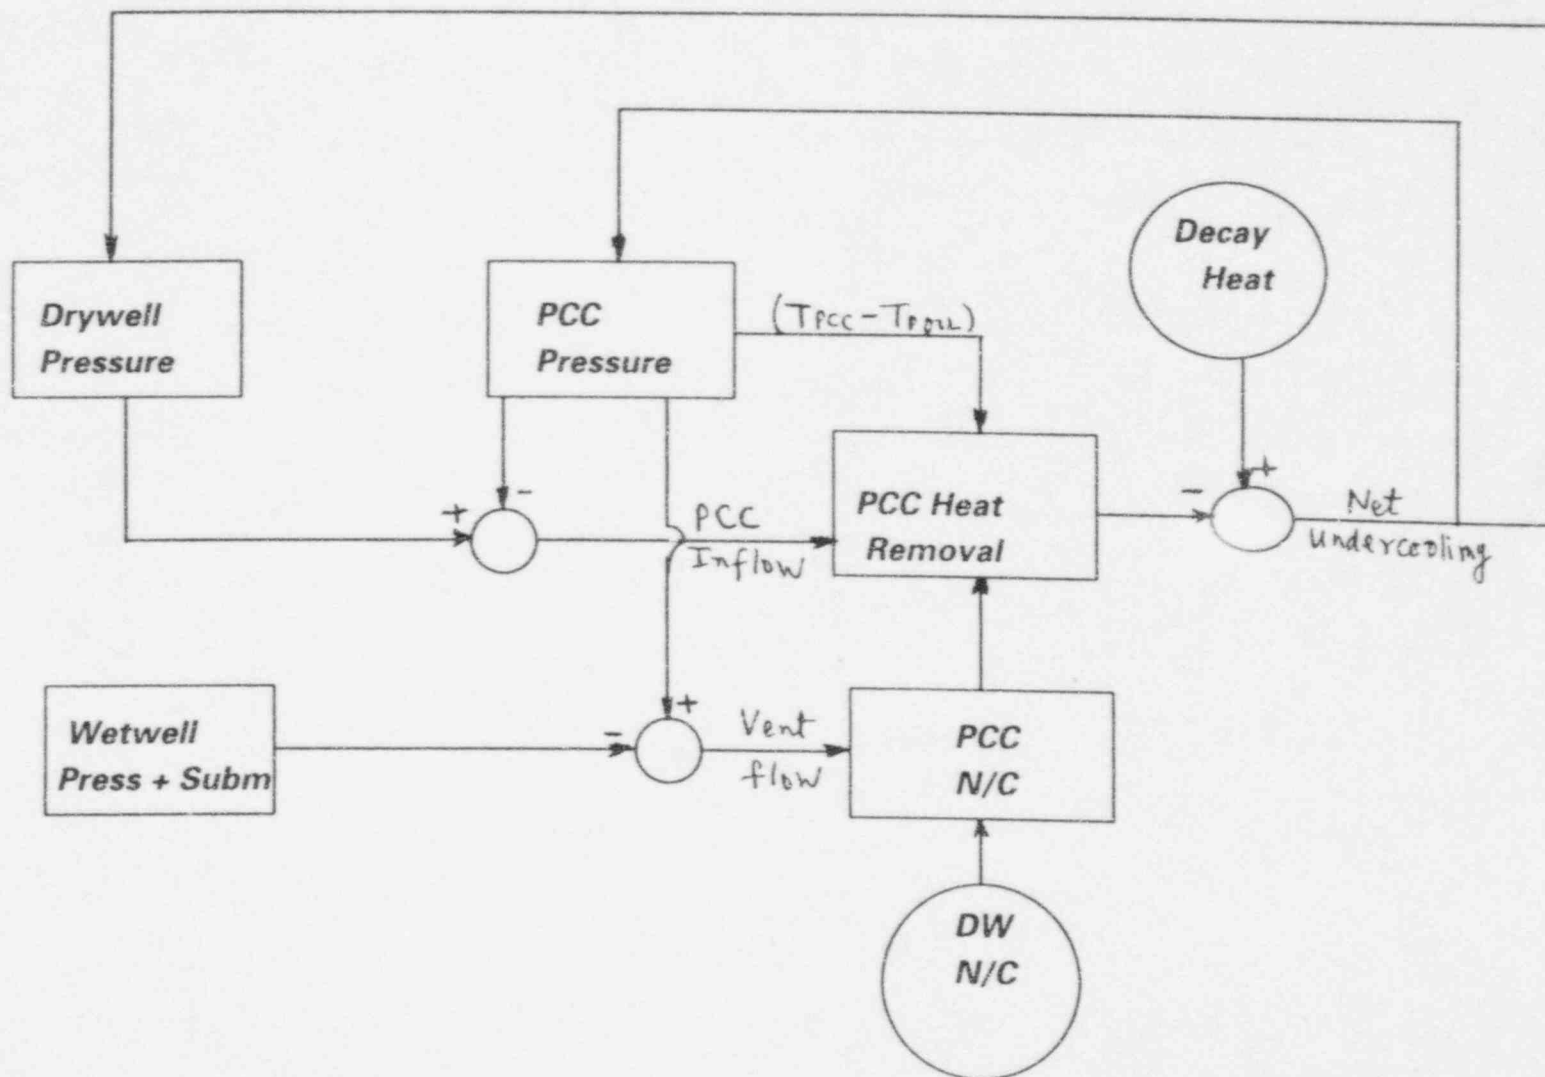 Decay
Heat
Drywell
Pressure
PCC
Pressure
(TPCC - TPOOL)
+
-
PCC
Inflow
PCC Heat
Removal
-
+
Net
Undercooling
Wetwell
Press + Subm
-
+
Vent
flow
PCC
N/C
DW
N/C